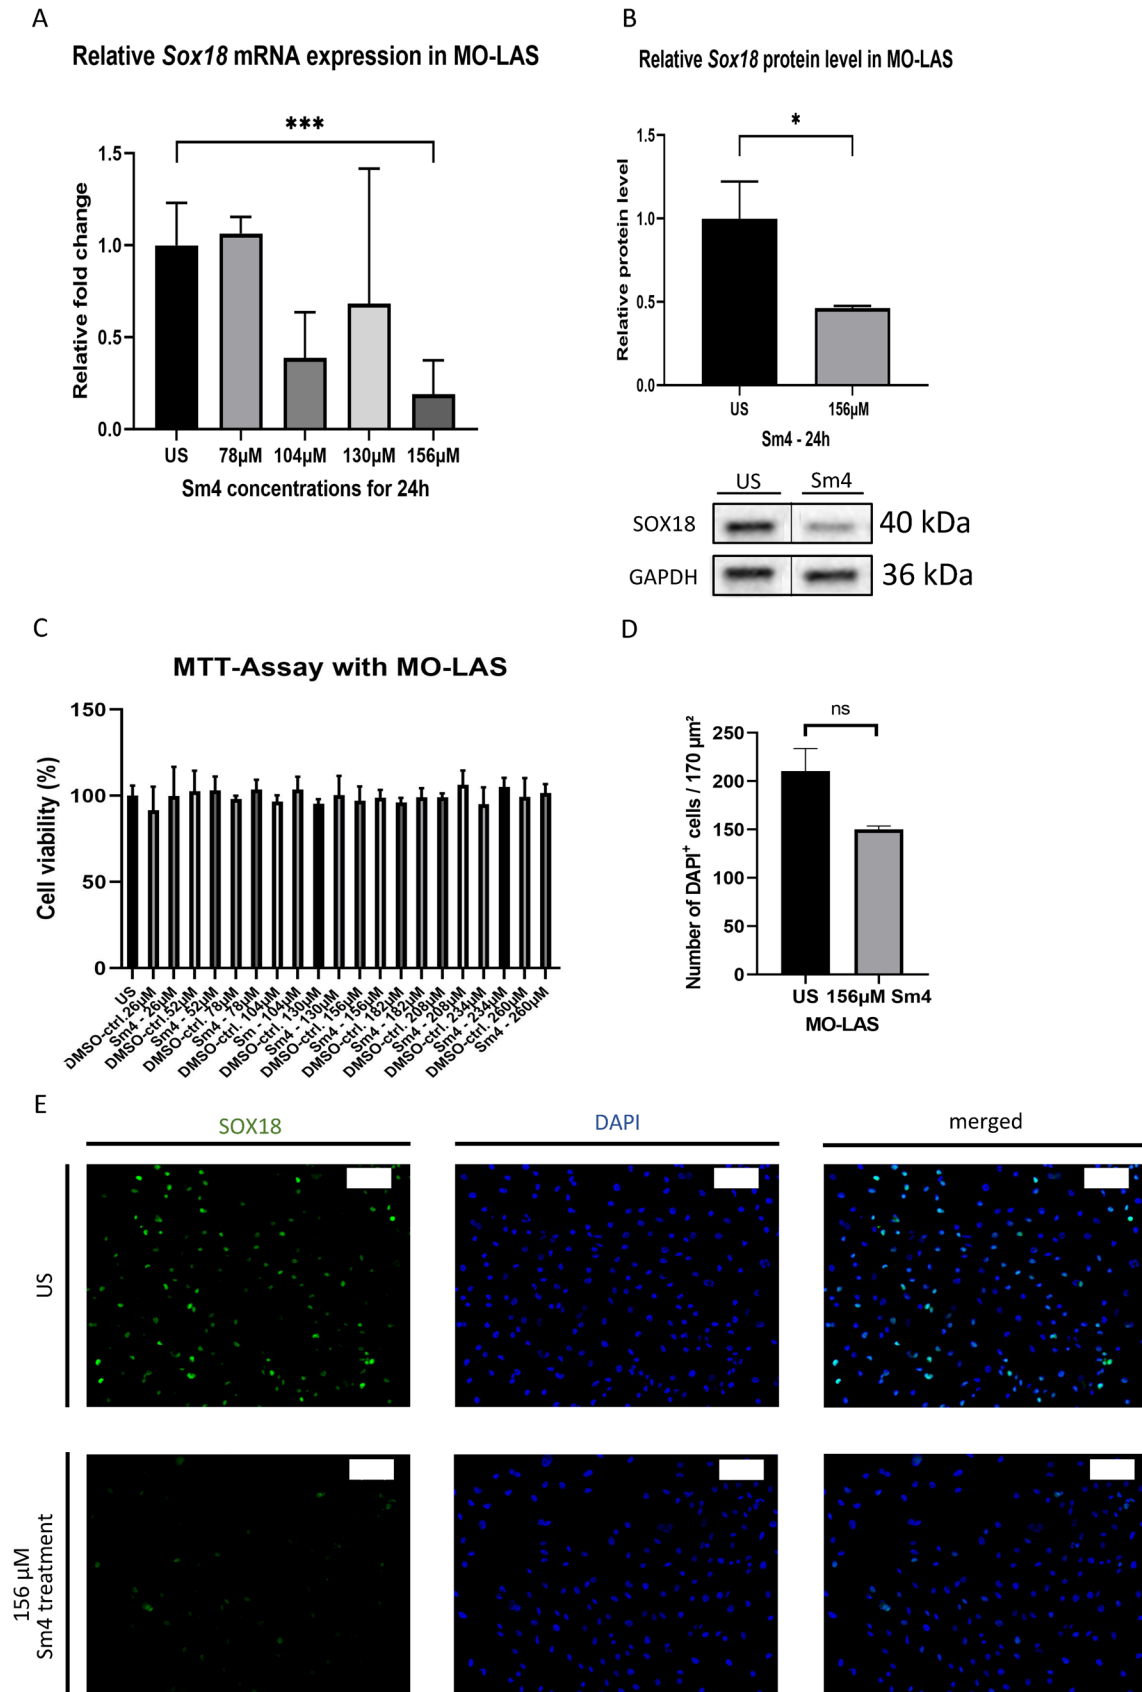 A
Relative Sox18 mRNA expression in MO-LAS
***
1.5
1.0
0.5
0.0
Relative fold change
US 78µM 104µM 130µM 156µM
Sm4 concentrations for 24h
B
Relative Sox18 protein level in MO-LAS
*
1.5
1.0
0.5
0.0
Relative protein level
US 156µM
Sm4 - 24h
US Sm4
SOX18 40 kDa
GAPDH 36 kDa
C
MTT-Assay with MO-LAS
150
100
50
0
Cell viability (%)
US
DMSO-ctrl.26µM
Sm4 - 26µM
DMSO-ctrl.52µM
Sm4 - 52µM
DMSO-ctrl. 78µM
Sm4 - 78µM
DMSO-ctrl. 104µM
Sm - 104µM
DMSO-ctrl. 130µM
Sm4 - 130µM
DMSO-ctrl. 156µM
Sm4 - 156µM
DMSO-ctrl. 182µM
Sm4 - 182µM
DMSO-ctrl. 208µM
Sm4 - 208µM
DMSO-ctrl. 234µM
Sm4 - 234µM
DMSO-ctrl. 260µM
Sm4 - 260µM
D
ns
250
200
150
100
50
0
Number of DAPI⁺ cells / 170 µm²
US 156µM Sm4
MO-LAS
E
SOX18 DAPI merged
US
156 µM
Sm4 treatment